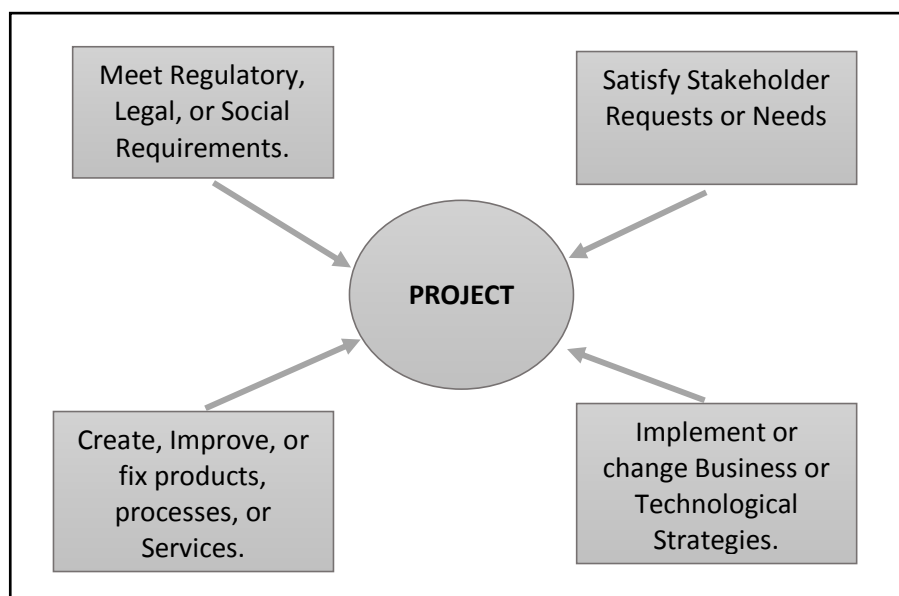 Meet Regulatory,
Legal, or Social
Requirements.
Satisfy Stakeholder
Requests or Needs
PROJECT
Create, Improve, or
fix products,
processes, or
Services.
Implement or
change Business or
Technological
Strategies.